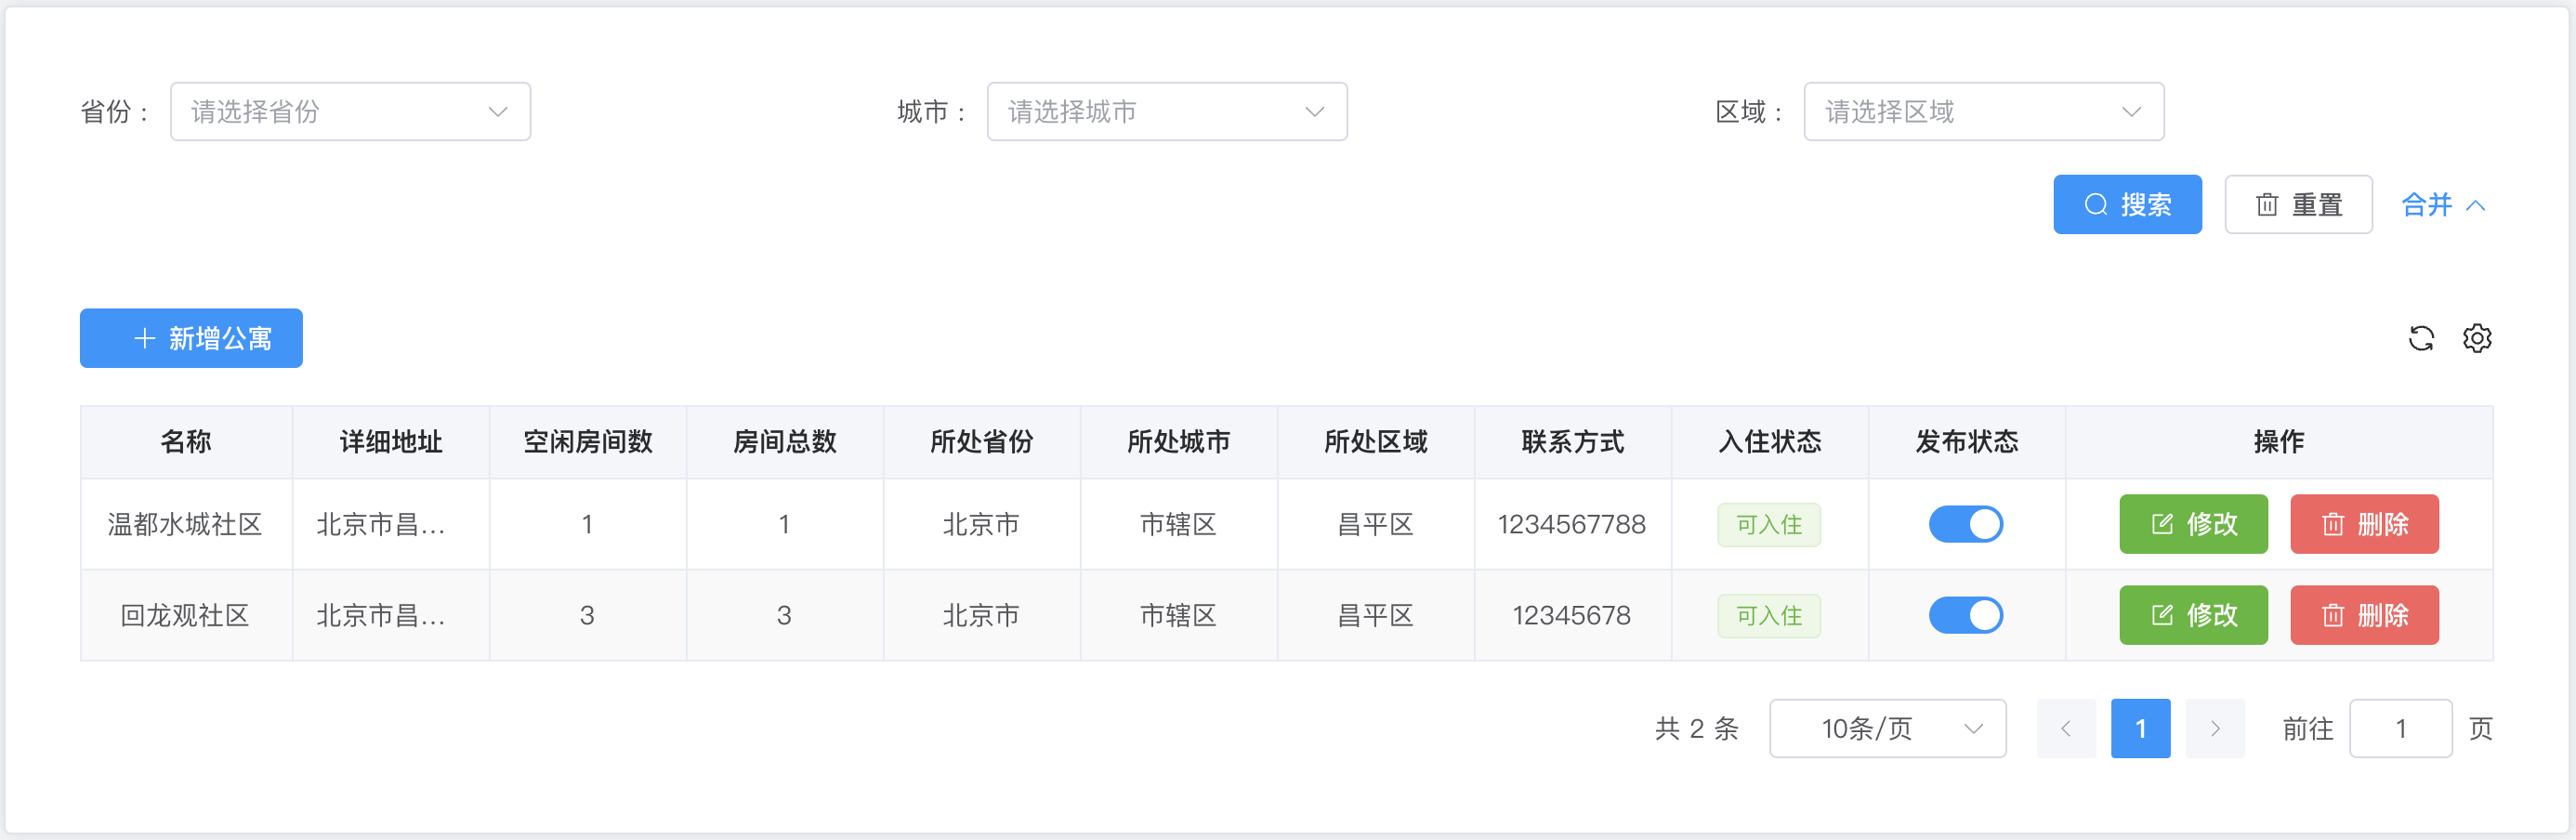 省份： 请选择省份 城市： 请选择城市 区域： 请选择区域
搜索 重置 合并
新增公寓
名称 详细地址 空闲房间数 房间总数 所处省份 所处城市 所处区域 联系方式 入住状态 发布状态 操作
温都水城社区 北京市昌... 1 1 北京市 市辖区 昌平区 1234567788 可入住 修改 删除
回龙观社区 北京市昌... 3 3 北京市 市辖区 昌平区 12345678 可入住 修改 删除
共 2 条 10条/页 1 前往 1 页